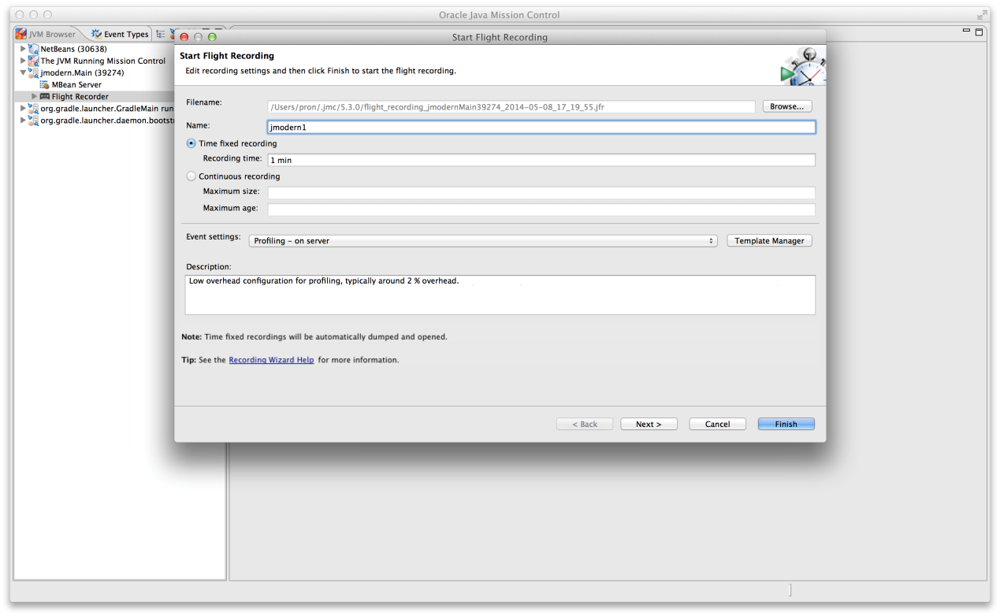 Oracle Java Mission Control
JVM Browser
Event Types
NetBeans (30638)
The JVM Running Mission Control
jmodern.Main (39274)
MBean Server
Flight Recorder
org.gradle.launcher.GradleMain run
org.gradle.launcher.daemon.bootstr
Start Flight Recording
Start Flight Recording
Edit recording settings and then click Finish to start the flight recording.
Filename: /Users/pron/.jmc/5.3.0/flight_recording_jmodernMain39274_2014-05-08_17_19_55.jfr Browse...
Name: jmodern1
Time fixed recording
Recording time: 1 min
Continuous recording
Maximum size:
Maximum age:
Event settings: Profiling - on server Template Manager
Description:
Low overhead configuration for profiling, typically around 2 % overhead.
Note: Time fixed recordings will be automatically dumped and opened.
Tip: See the Recording Wizard Help for more information.
< Back Next > Cancel Finish